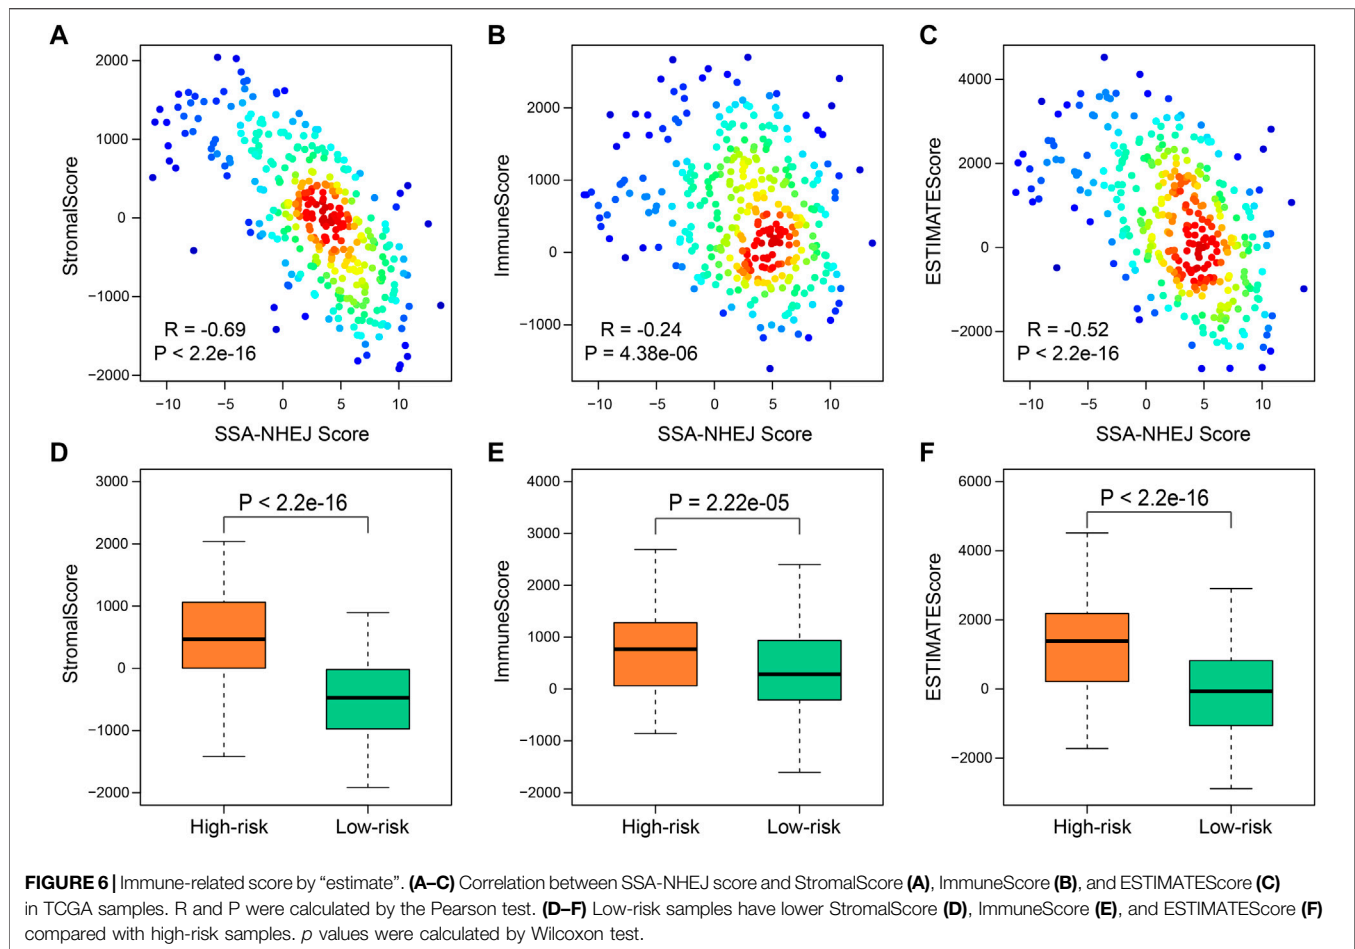 A
StromalScore
2000
1000
0
−1000
−2000
R = -0.69
P < 2.2e-16
−10 −5 0 5 10
SSA-NHEJ Score
B
ImmuneScore
2000
1000
0
−1000
R = -0.24
P = 4.38e-06
−10 −5 0 5 10
SSA-NHEJ Score
C
ESTIMATEScore
4000
2000
0
−2000
R = -0.52
P < 2.2e-16
−10 −5 0 5 10
SSA-NHEJ Score
D
StromalScore
3000
2000
1000
0
−1000
−2000
P < 2.2e-16
High-risk Low-risk
E
ImmuneScore
4000
3000
2000
1000
0
−1000
−2000
P = 2.22e-05
High-risk Low-risk
F
ESTIMATEScore
6000
4000
2000
0
−2000
P < 2.2e-16
High-risk Low-risk
FIGURE 6 | Immune-related score by “estimate”. (A–C) Correlation between SSA-NHEJ score and StromalScore (A), ImmuneScore (B), and ESTIMATEScore (C)
in TCGA samples. R and P were calculated by the Pearson test. (D–F) Low-risk samples have lower StromalScore (D), ImmuneScore (E), and ESTIMATEScore (F)
compared with high-risk samples. p values were calculated by Wilcoxon test.